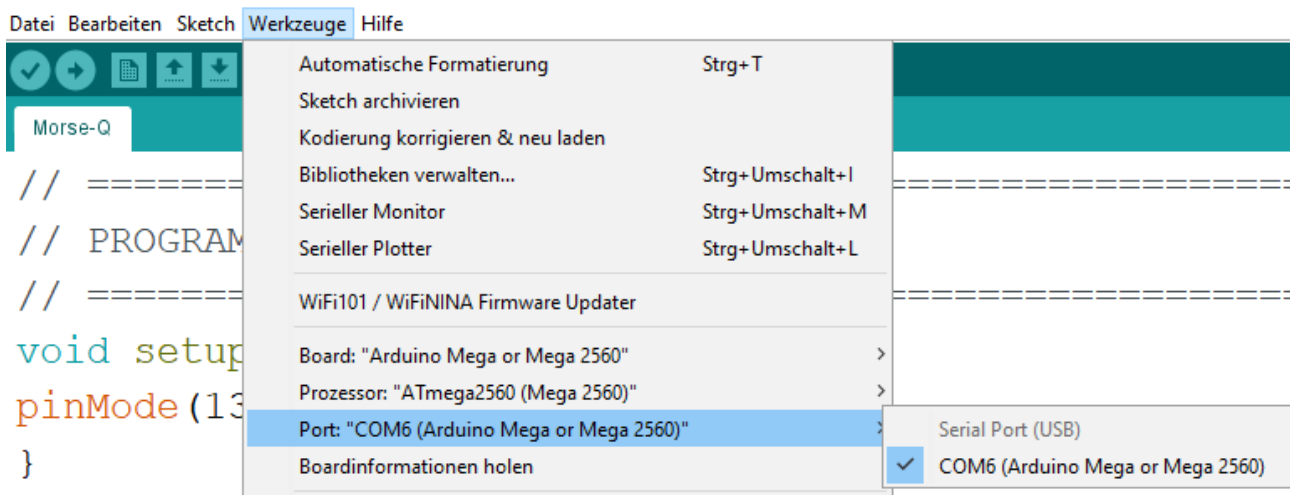 Datei Bearbeiten Sketch Werkzeuge Hilfe
Morse-Q
Automatische Formatierung Strg+T
Sketch archivieren
Kodierung korrigieren & neu laden
Bibliotheken verwalten... Strg+Umschalt+I
Serieller Monitor Strg+Umschalt+M
Serieller Plotter Strg+Umschalt+L
WiFi101 / WiFiNINA Firmware Updater
Board: "Arduino Mega or Mega 2560"
Prozessor: "ATmega2560 (Mega 2560)"
Port: "COM6 (Arduino Mega or Mega 2560)"
Boardinformationen holen
Serial Port (USB)
COM6 (Arduino Mega or Mega 2560)
// ================================
// PROGRAM
// ================================
void setup
pinMode(13
}